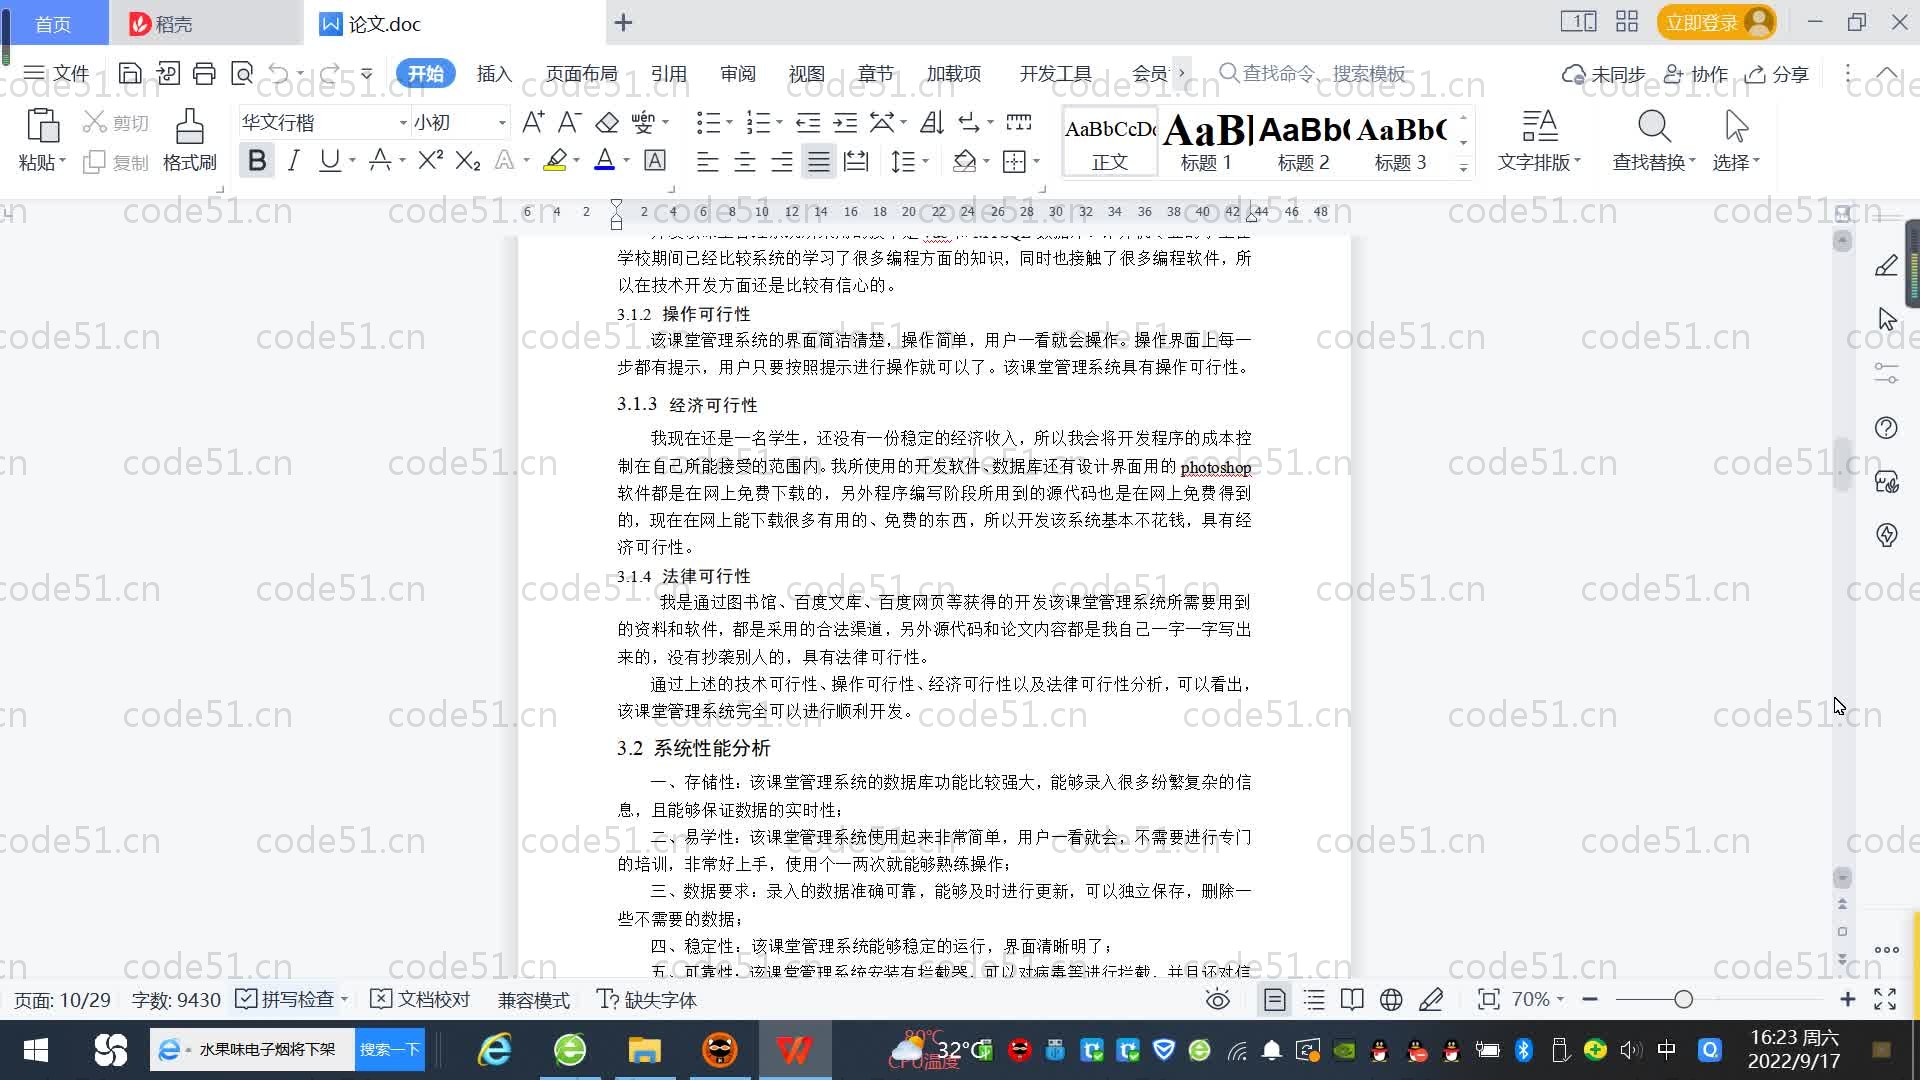 首页
稻壳
论文.doc
立即登录
文件
开始
插入
页面布局
引用
审阅
视图
章节
加载项
开发工具
会员
查找命令、搜索模板
未同步
协作
分享
粘贴
剪切
复制
格式刷
华文行楷
小初
AaBbCcDd
正文
AaBl
标题 1
AaBb(
标题 2
AaBb(
标题 3
文字排版
查找替换
选择
6 4 2 2 4 6 8 10 12 14 16 18 20 22 24 26 28 30 32 34 36 38 40 42 44 46 48
学校期间已经比较系统的学习了很多编程方面的知识，同时也接触了很多编程软件，所
以在技术开发方面还是比较有信心的。
3.1.2 操作可行性
该课堂管理系统的界面简洁清楚，操作简单，用户一看就会操作。操作界面上每一
步都有提示，用户只要按照提示进行操作就可以了。该课堂管理系统具有操作可行性。
3.1.3 经济可行性
我现在还是一名学生，还没有一份稳定的经济收入，所以我会将开发程序的成本控
制在自己所能接受的范围内。我所使用的开发软件、数据库还有设计界面用的 photoshop
软件都是在网上免费下载的，另外程序编写阶段所用到的源代码也是在网上免费得到
的，现在在网上能下载很多有用的、免费的东西，所以开发该系统基本不花钱，具有经
济可行性。
3.1.4 法律可行性
我是通过图书馆、百度文库、百度网页等获得的开发该课堂管理系统所需要用到
的资料和软件，都是采用的合法渠道，另外源代码和论文内容都是我自己一字一字写出
来的，没有抄袭别人的，具有法律可行性。
通过上述的技术可行性、操作可行性、经济可行性以及法律可行性分析，可以看出，
该课堂管理系统完全可以进行顺利开发。
3.2 系统性能分析
一、存储性：该课堂管理系统的数据库功能比较强大，能够录入很多纷繁复杂的信
息，且能够保证数据的实时性；
二、易学性：该课堂管理系统使用起来非常简单，用户一看就会，不需要进行专门
的培训，非常好上手，使用个一两次就能够熟练操作；
三、数据要求：录入的数据准确可靠，能够及时进行更新，可以独立保存，删除一
些不需要的数据；
四、稳定性：该课堂管理系统能够稳定的运行，界面清晰明了；
五、可靠性：该课堂管理系统安装有拦截器，可以对病毒等进行拦截，并且还对信
页面: 10/29
字数: 9430
拼写检查
文档校对
兼容模式
缺失字体
70%
水果味电子烟将下架
搜索一下
89℃
CPU温度
32°C
中
16:23 周六
2022/9/17
code51.cn